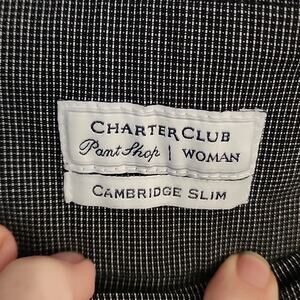 CHARTER CLUB
Pant Shop | WOMAN
CAMBRIDGE SLIM